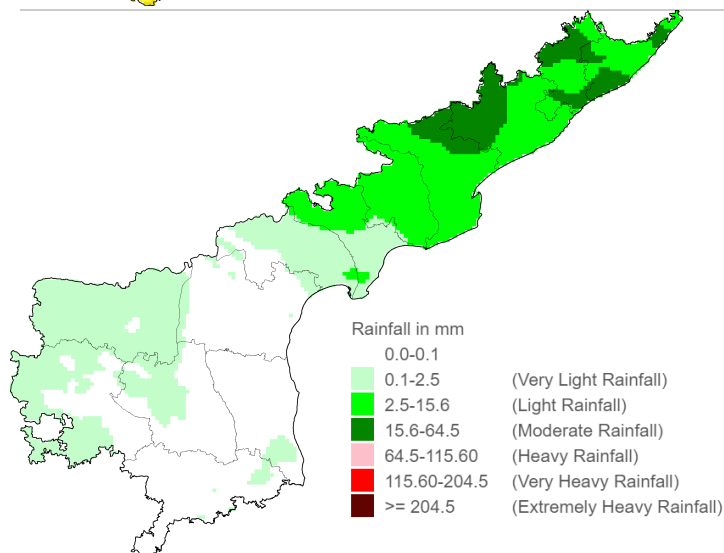 Rainfall in mm
0.0-0.1
0.1-2.5 (Very Light Rainfall)
2.5-15.6 (Light Rainfall)
15.6-64.5 (Moderate Rainfall)
64.5-115.60 (Heavy Rainfall)
115.60-204.5 (Very Heavy Rainfall)
>= 204.5 (Extremely Heavy Rainfall)